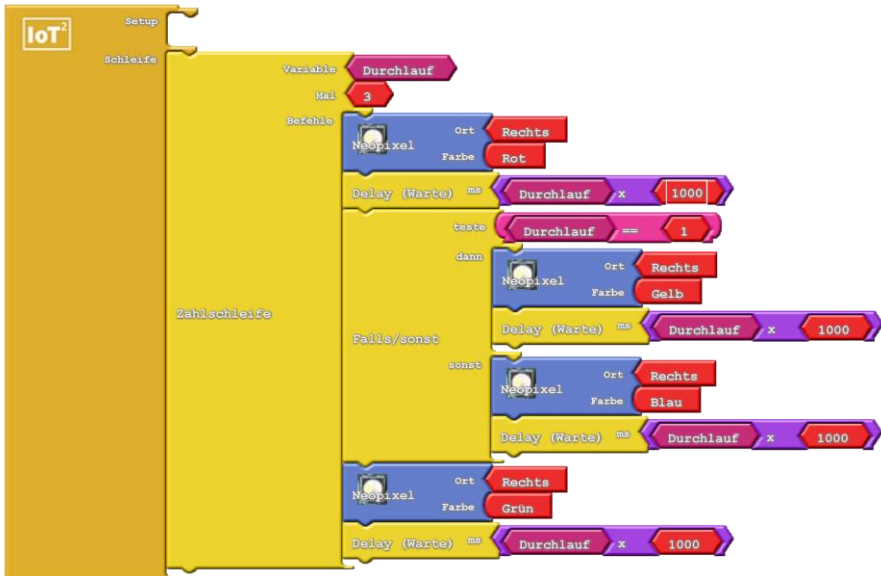 IoT²
Setup
Schleife
Zählschleife
Variable Durchlauf
Mal 3
Befehle
Neopixel Ort Rechts
Farbe Rot
Delay (Warte) ms Durchlauf x 1000
Falls/sonst
teste Durchlauf == 1
dann
Neopixel Ort Rechts
Farbe Gelb
Delay (Warte) ms Durchlauf x 1000
sonst
Neopixel Ort Rechts
Farbe Blau
Delay (Warte) ms Durchlauf x 1000
Neopixel Ort Rechts
Farbe Grün
Delay (Warte) ms Durchlauf x 1000